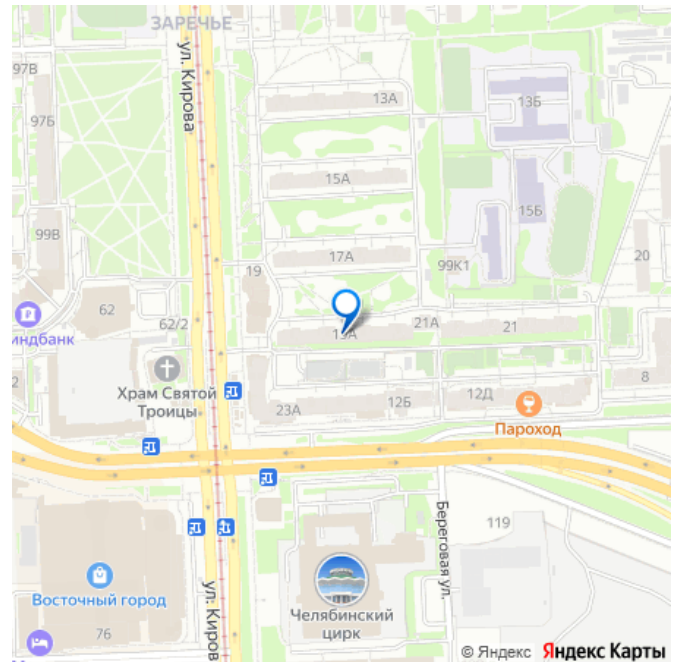 ЗАРЕЧЬЕ
97В
ул. Кирова
13А
13Б
97Б
15А
15Б
99В
17А
99К1
20
19
62
62/2
21А
21
индбанк
19А
2
Храм Святой
Троицы
8
23А
12Б
12Д
Пароход
119
Береговая ул.
Восточный город
76
ул. Киров
Челябинский
цирк
© Яндекс Яндекс Карты